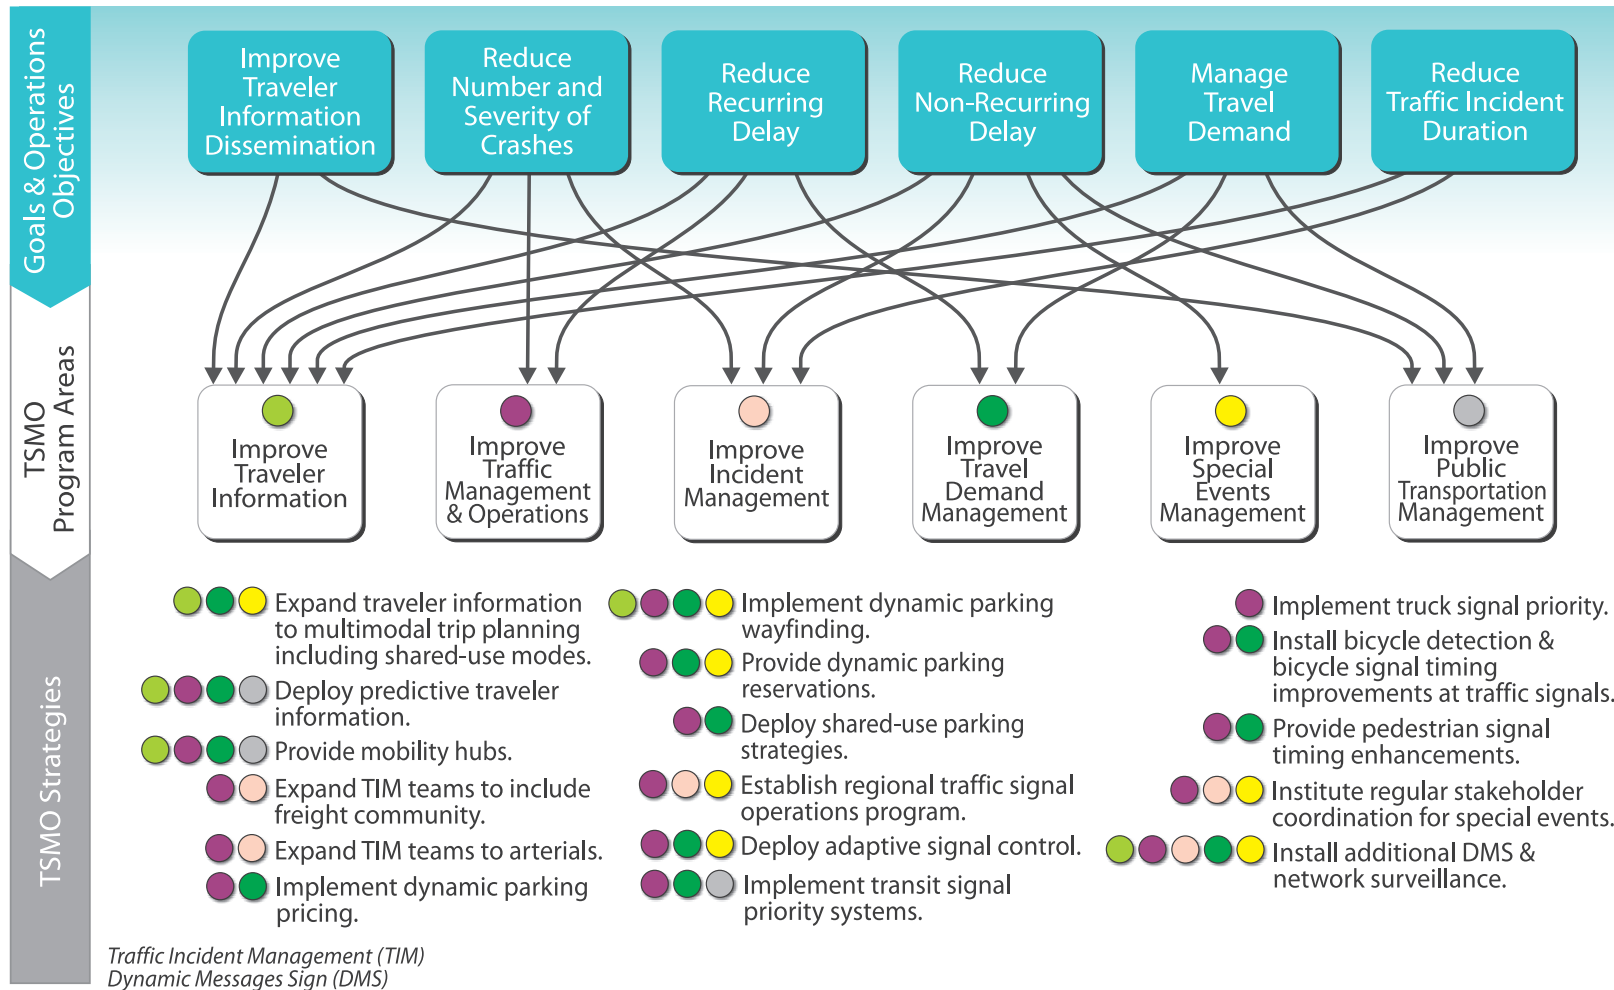 Goals & Operations
Objectives
Improve
Traveler
Information
Dissemination
Reduce
Number and
Severity of
Crashes
Reduce
Recurring
Delay
Reduce
Non-Recurring
Delay
Manage
Travel
Demand
Reduce
Traffic Incident
Duration
TSMO
Program Areas
Improve
Traveler
Information
Improve
Traffic
Management
& Operations
Improve
Incident
Management
Improve
Travel
Demand
Management
Improve
Special
Events
Management
Improve
Public
Transportation
Management
TSMO Strategies
Expand traveler information
to multimodal trip planning
including shared-use modes.
Deploy predictive traveler
information.
Provide mobility hubs.
Expand TIM teams to include
freight community.
Expand TIM teams to arterials.
Implement dynamic parking
pricing.
Implement dynamic parking
wayfinding.
Provide dynamic parking
reservations.
Deploy shared-use parking
strategies.
Establish regional traffic signal
operations program.
Deploy adaptive signal control.
Implement transit signal
priority systems.
Implement truck signal priority.
Install bicycle detection &
bicycle signal timing
improvements at traffic signals.
Provide pedestrian signal
timing enhancements.
Institute regular stakeholder
coordination for special events.
Install additional DMS &
network surveillance.
Traffic Incident Management (TIM)
Dynamic Messages Sign (DMS)